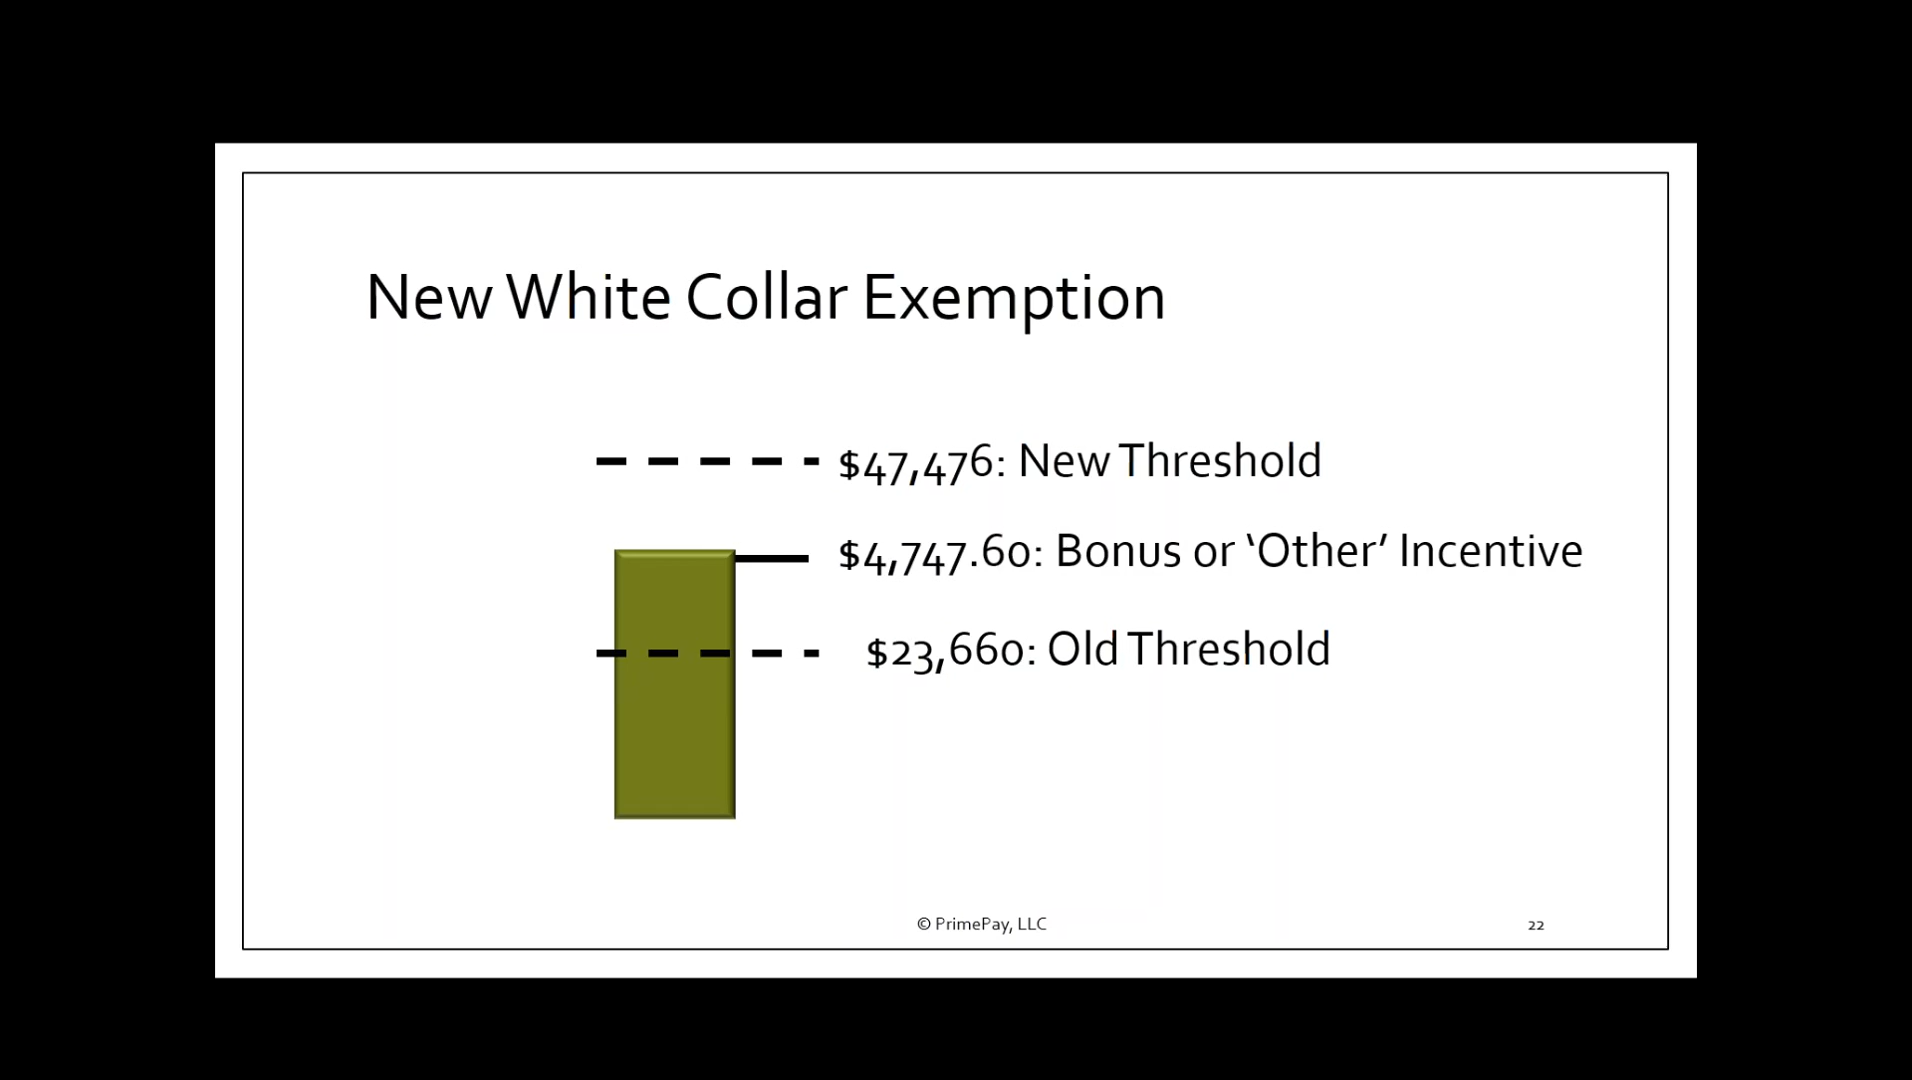 New White Collar Exemption
$47,476: New Threshold
$4,747.60: Bonus or ‘Other’ Incentive
$23,660: Old Threshold
© PrimePay, LLC
22